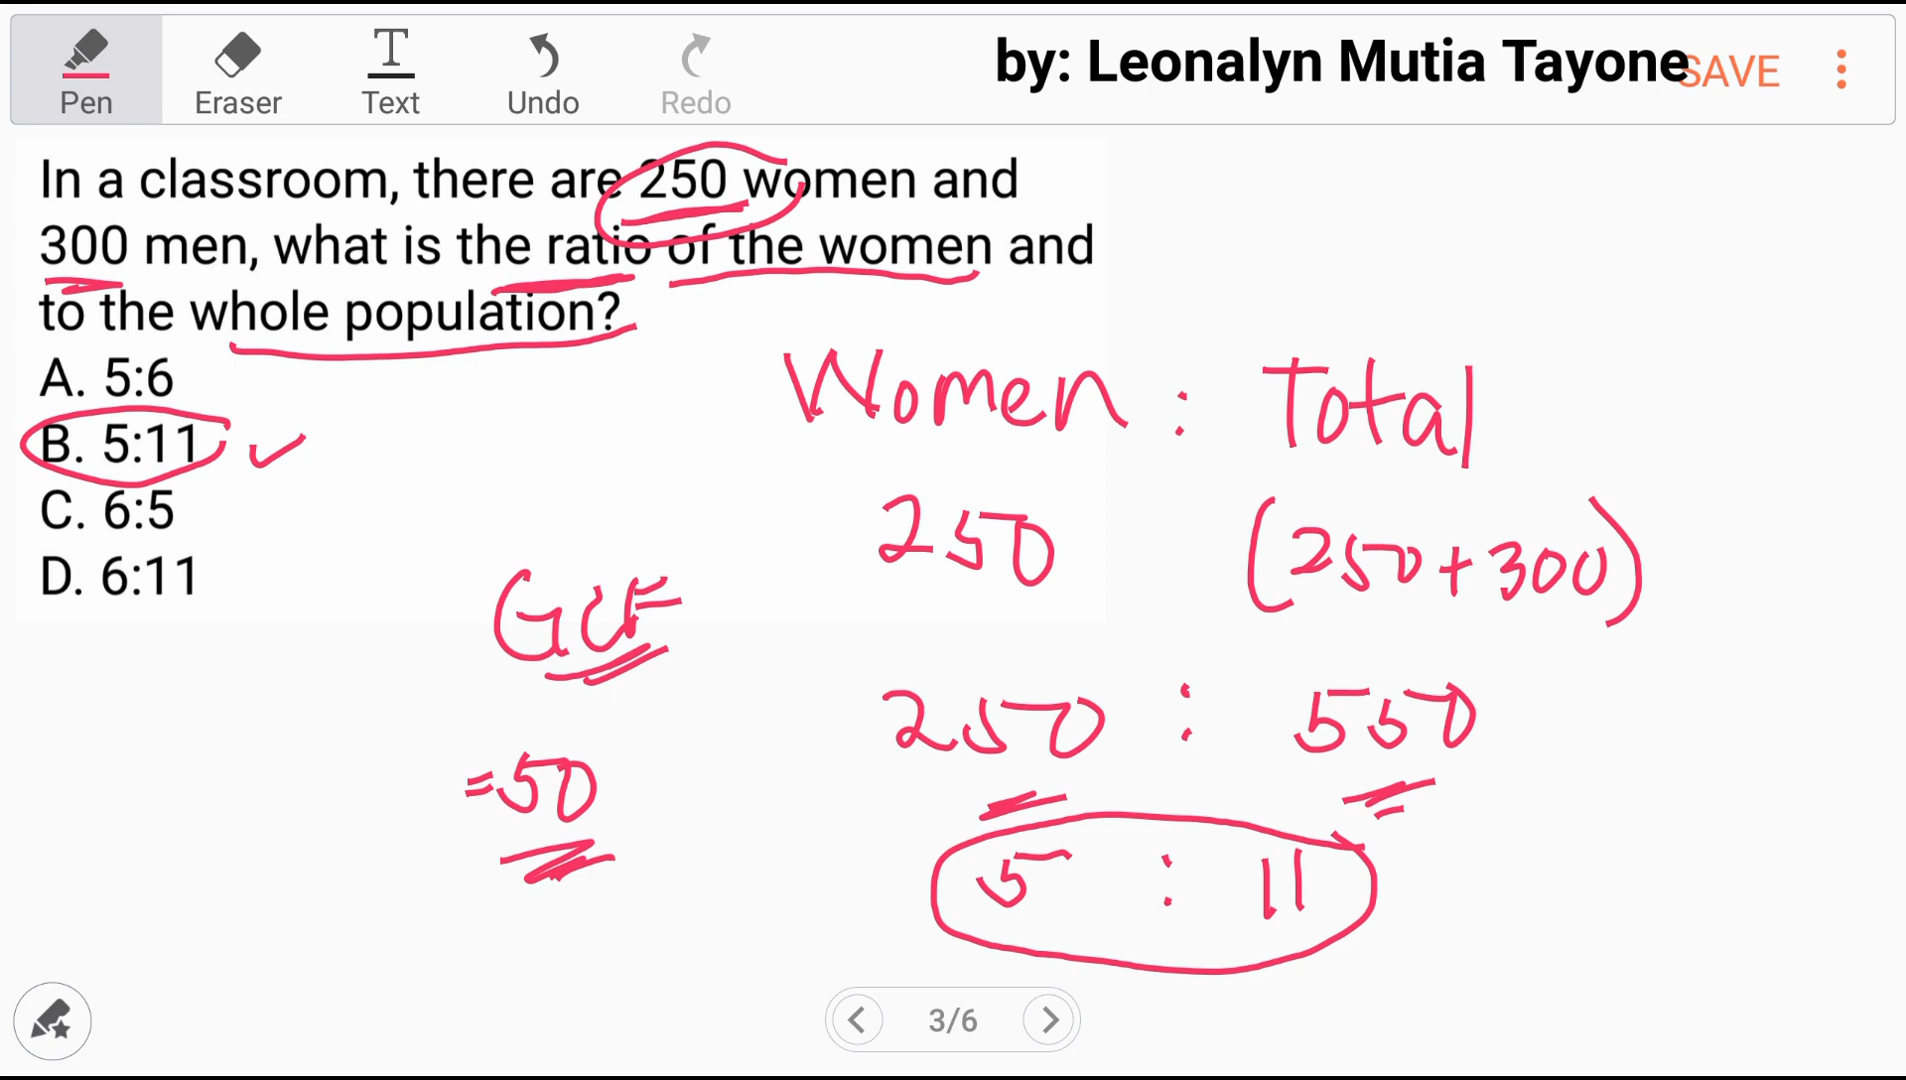 Pen
Eraser
Text
Undo
Redo
by: Leonalyn Mutia Tayone
SAVE
In a classroom, there are 250 women and
300 men, what is the ratio of the women and
to the whole population?
A. 5:6
B. 5:11
C. 6:5
D. 6:11
Women : Total
250 (250+300)
GCF
250 : 550
=50
5 : 11
3/6